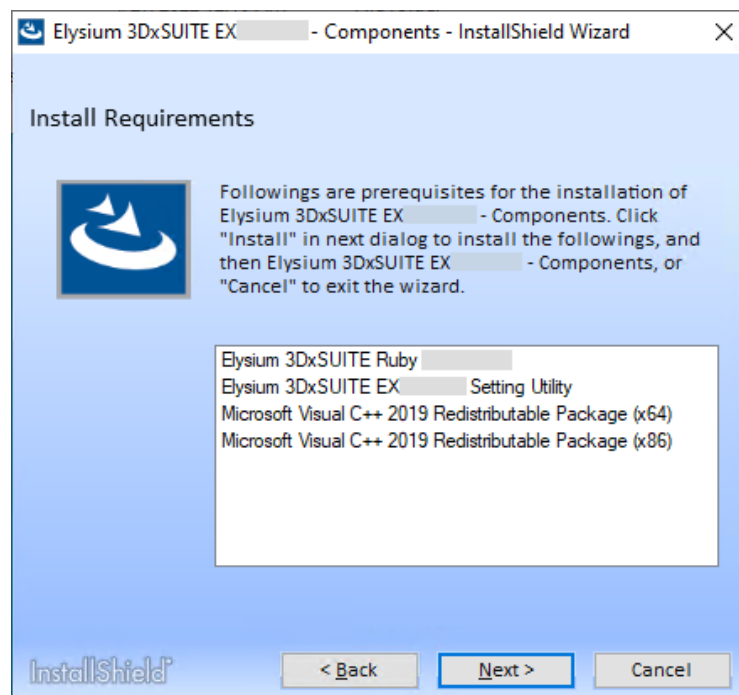 Elysium 3DxSUITE EX - Components - InstallShield Wizard
Install Requirements
Followings are prerequisites for the installation of
Elysium 3DxSUITE EX - Components. Click
"Install" in next dialog to install the followings, and
then Elysium 3DxSUITE EX - Components, or
"Cancel" to exit the wizard.
Elysium 3DxSUITE Ruby
Elysium 3DxSUITE EX Setting Utility
Microsoft Visual C++ 2019 Redistributable Package (x64)
Microsoft Visual C++ 2019 Redistributable Package (x86)
InstallShield
< Back
Next >
Cancel